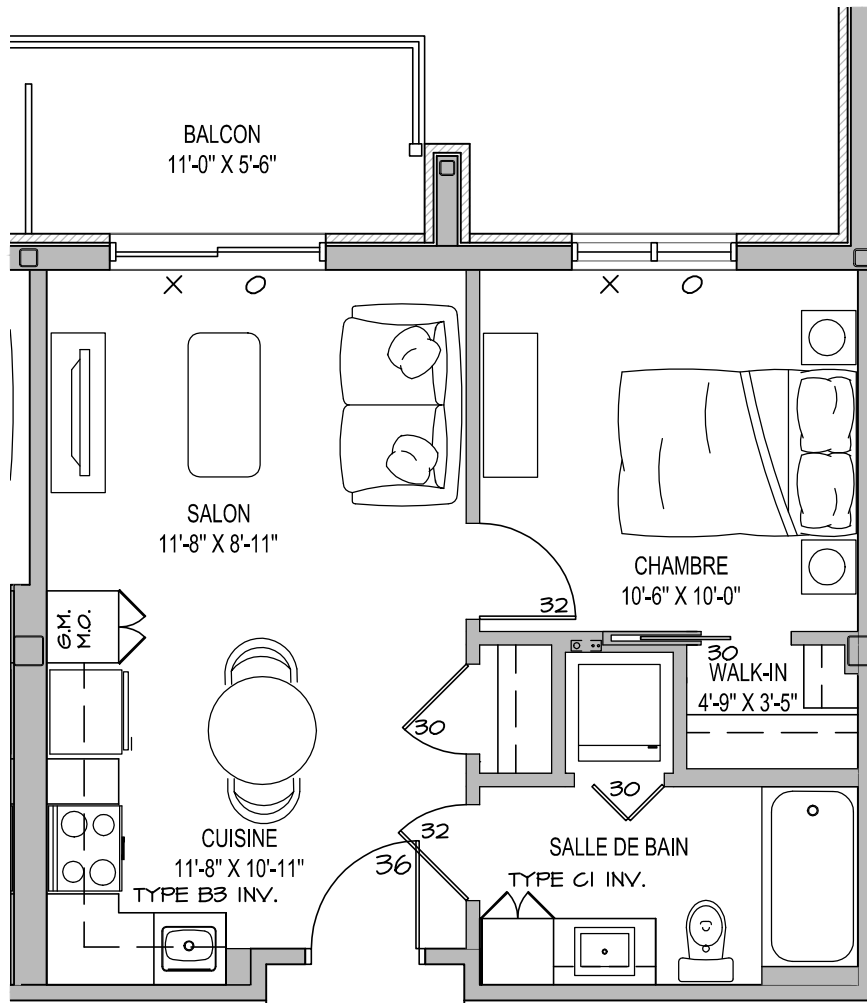 BALCON
11'-0" X 5'-6"
X O
X O
SALON
11'-8" X 8'-11"
CHAMBRE
10'-6" X 10'-0"
32
G.M.
M.O.
30
WALK-IN
4'-9" X 3'-5"
30
30
32
CUISINE
11'-8" X 10'-11"
36
SALLE DE BAIN
TYPE B3 INV.
TYPE C1 INV.